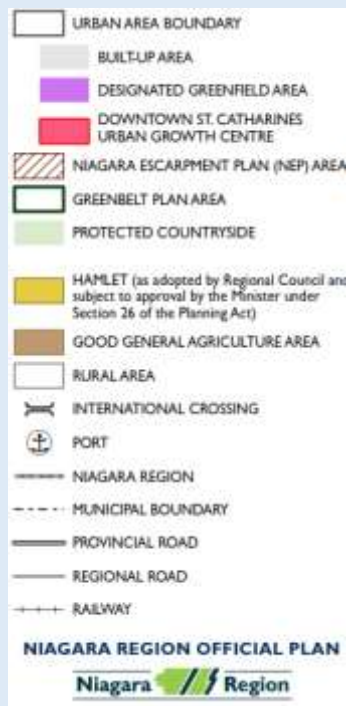 URBAN AREA BOUNDARY
BUILT-UP AREA
DESIGNATED GREENFIELD AREA
DOWNTOWN ST. CATHARINES
URBAN GROWTH CENTRE
NIAGARA ESCARPMENT PLAN (NEP) AREA
GREENBELT PLAN AREA
PROTECTED COUNTRYSIDE
HAMLET (as adopted by Regional Council and
subject to approval by the Minister under
Section 26 of the Planning Act)
GOOD GENERAL AGRICULTURE AREA
RURAL AREA
INTERNATIONAL CROSSING
PORT
NIAGARA REGION
MUNICIPAL BOUNDARY
PROVINCIAL ROAD
REGIONAL ROAD
RAILWAY
NIAGARA REGION OFFICIAL PLAN
Niagara Region